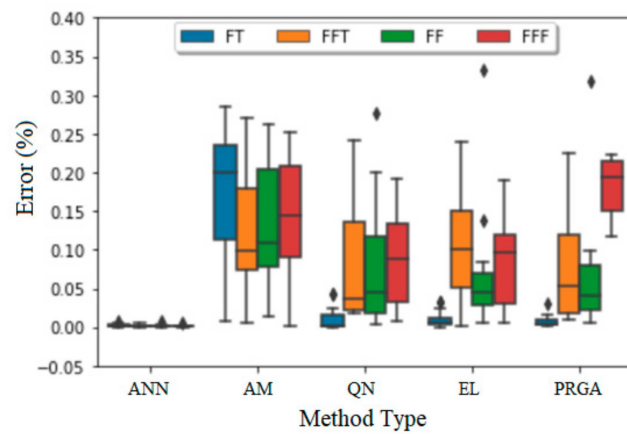 FT FFT FF FFF
0.40
0.35
0.30
0.25
0.20
0.15
0.10
0.05
0.00
−0.05
Error (%)
ANN AM QN EL PRGA
Method Type